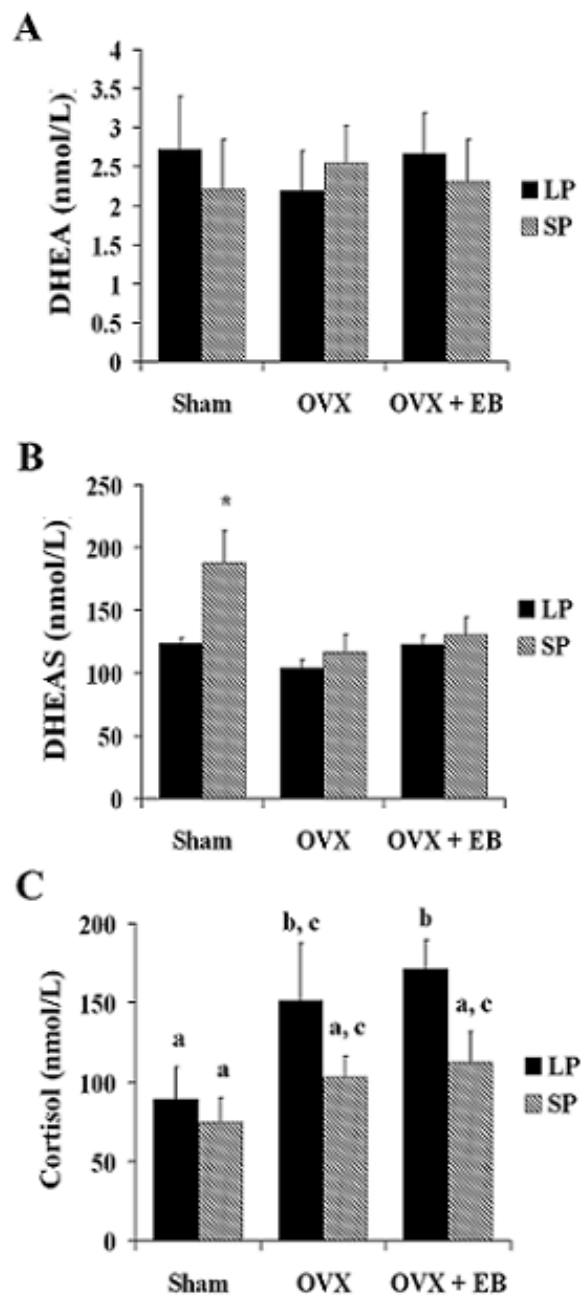 A
DHEA (nmol/L)
4
3.5
3
2.5
2
1.5
1
0.5
0
Sham OVX OVX + EB
LP
SP
B
DHEAS (nmol/L)
250
200
150
100
50
0
*
Sham OVX OVX + EB
LP
SP
C
Cortisol (nmol/L)
200
150
100
50
0
a a b, c a, c b a, c
Sham OVX OVX + EB
LP
SP